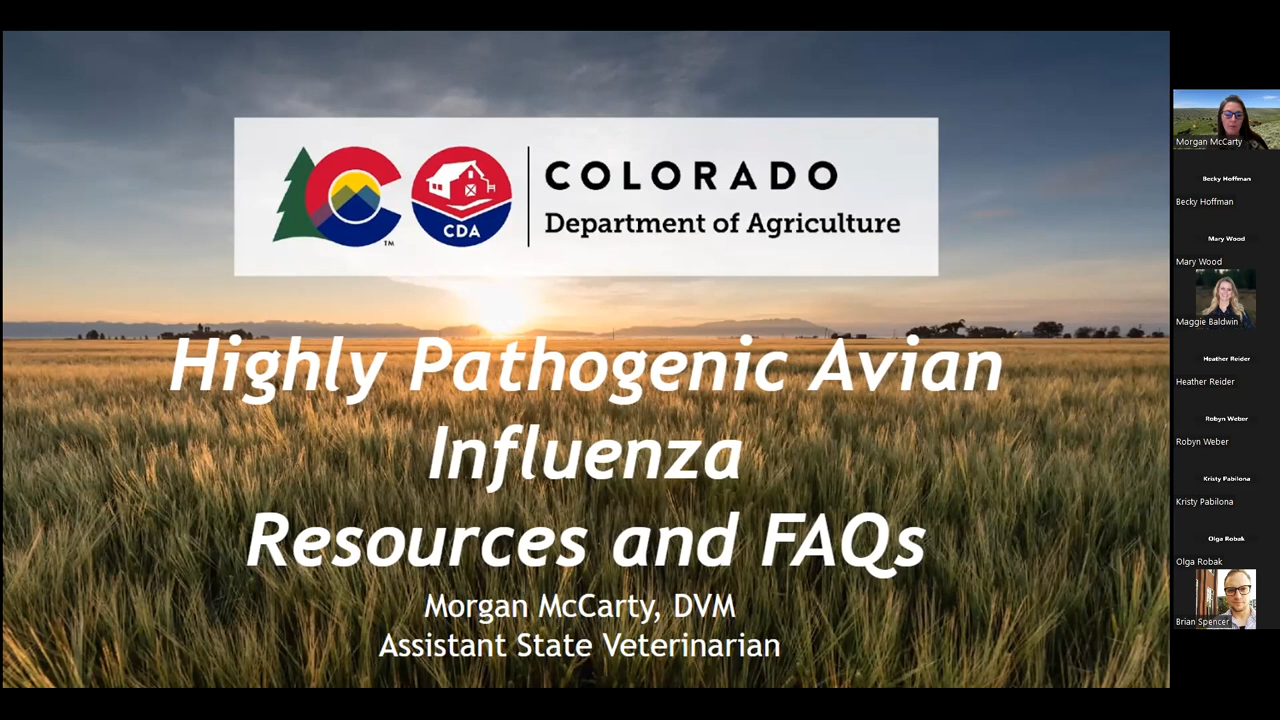 CDA
TM
COLORADO
Department of Agriculture
Highly Pathogenic Avian
Influenza
Resources and FAQs
Morgan McCarty, DVM
Assistant State Veterinarian
Morgan McCarty
Becky Hoffman
Becky Hoffman
Mary Wood
Mary Wood
Maggie Baldwin
Heather Reider
Heather Reider
Robyn Weber
Robyn Weber
Kristy Pabilona
Kristy Pabilona
Olga Robak
Olga Robak
Brian Spencer